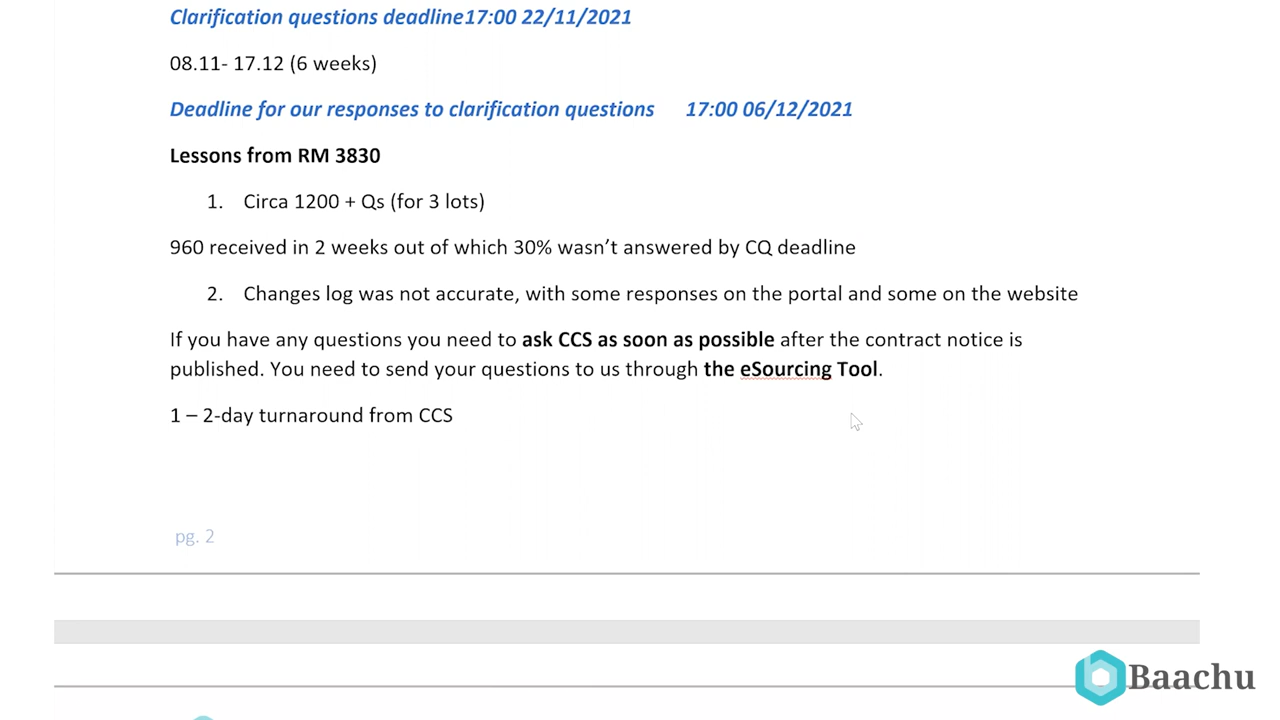 Clarification questions deadline17:00 22/11/2021
08.11- 17.12 (6 weeks)
Deadline for our responses to clarification questions 17:00 06/12/2021
Lessons from RM 3830
1. Circa 1200 + Qs (for 3 lots)
960 received in 2 weeks out of which 30% wasn’t answered by CQ deadline
2. Changes log was not accurate, with some responses on the portal and some on the website
If you have any questions you need to ask CCS as soon as possible after the contract notice is
published. You need to send your questions to us through the eSourcing Tool.
1 – 2-day turnaround from CCS
pg. 2
Baachu